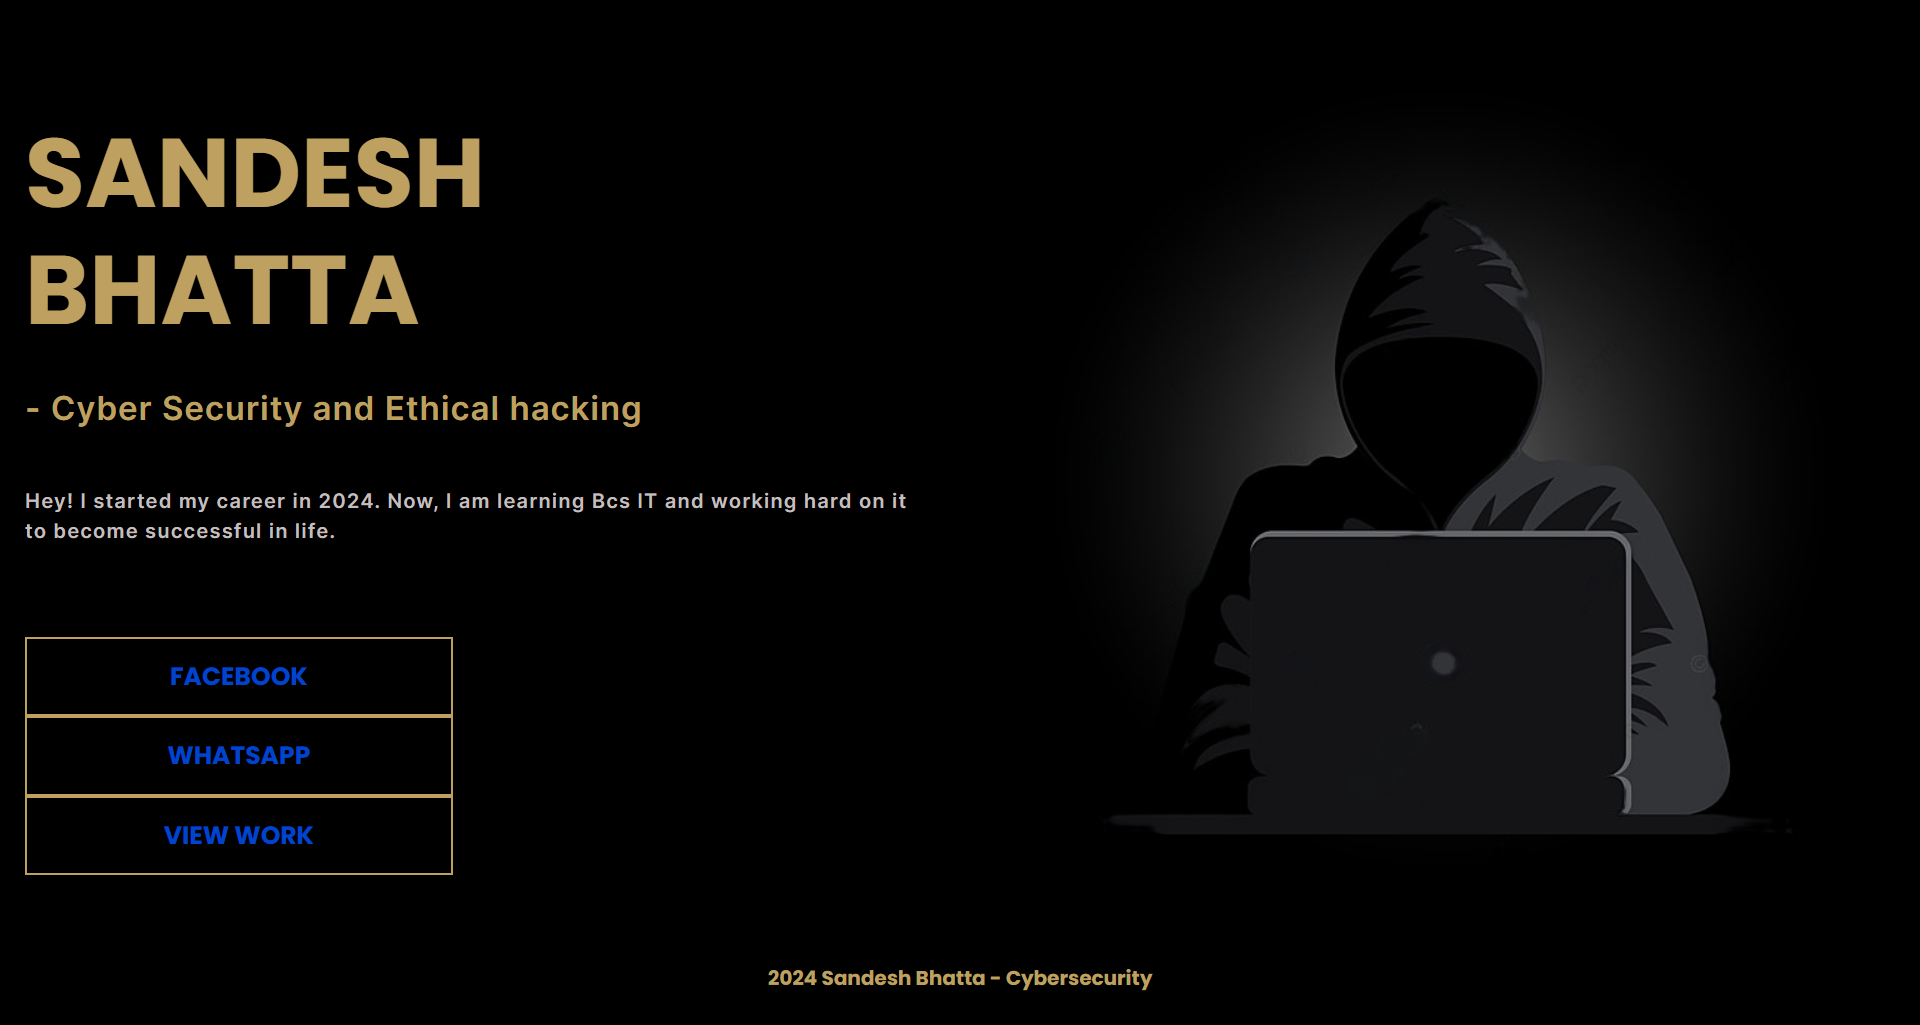 SANDESH
BHATTA
- Cyber Security and Ethical hacking
Hey! I started my career in 2024. Now, I am learning Bcs IT and working hard on it
to become successful in life.
FACEBOOK
WHATSAPP
VIEW WORK
2024 Sandesh Bhatta - Cybersecurity